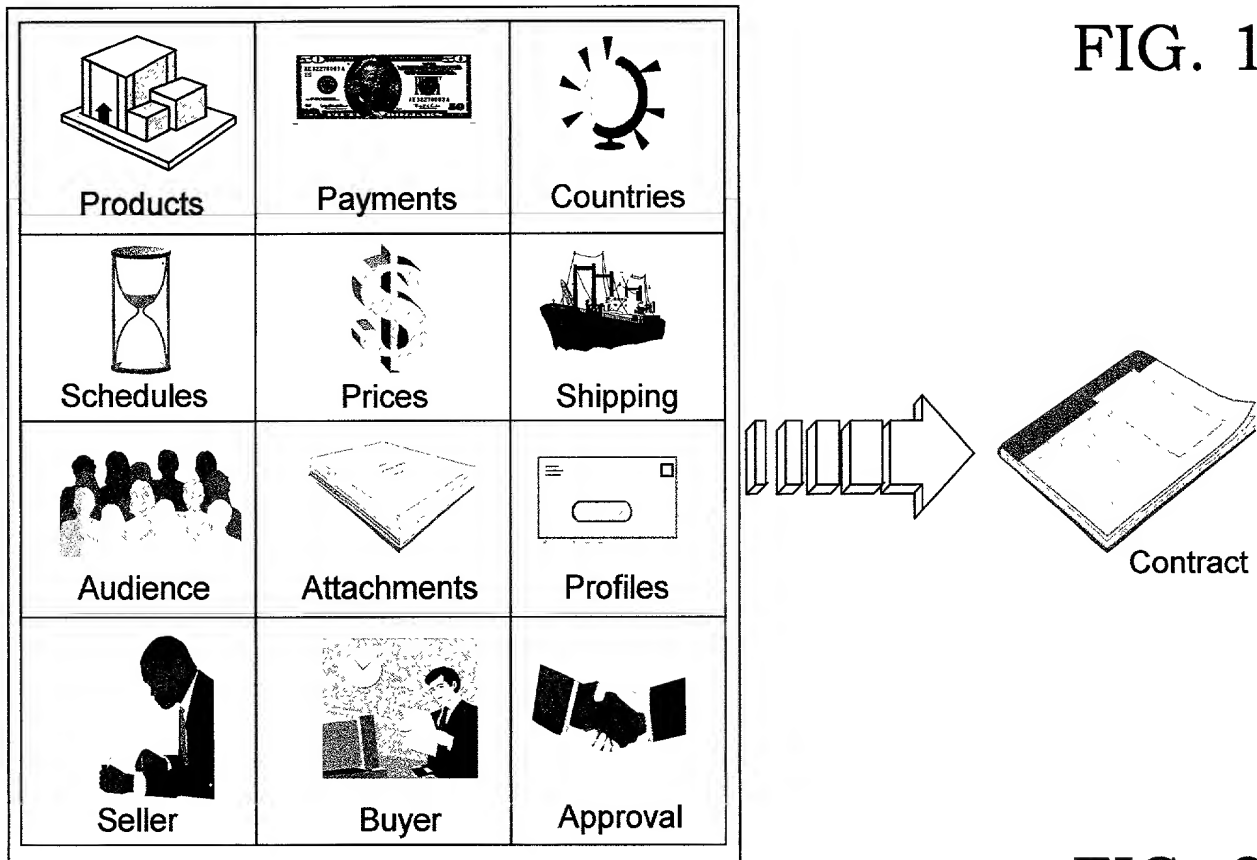 FIG. 1
Products
Payments
Countries
Schedules
Prices
Shipping
Audience
Attachments
Profiles
Contract
Seller
Buyer
Approval